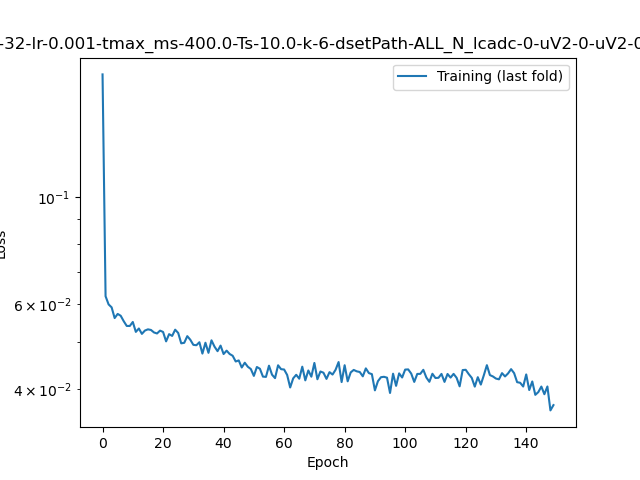 -32-lr-0.001-tmax_ms-400.0-Ts-10.0-k-6-dsetPath-ALL_N_lcadc-0-uV2-0-uV2-0
Training (last fold)
Loss
10⁻¹
6 × 10⁻²
4 × 10⁻²
0 20 40 60 80 100 120 140
Epoch